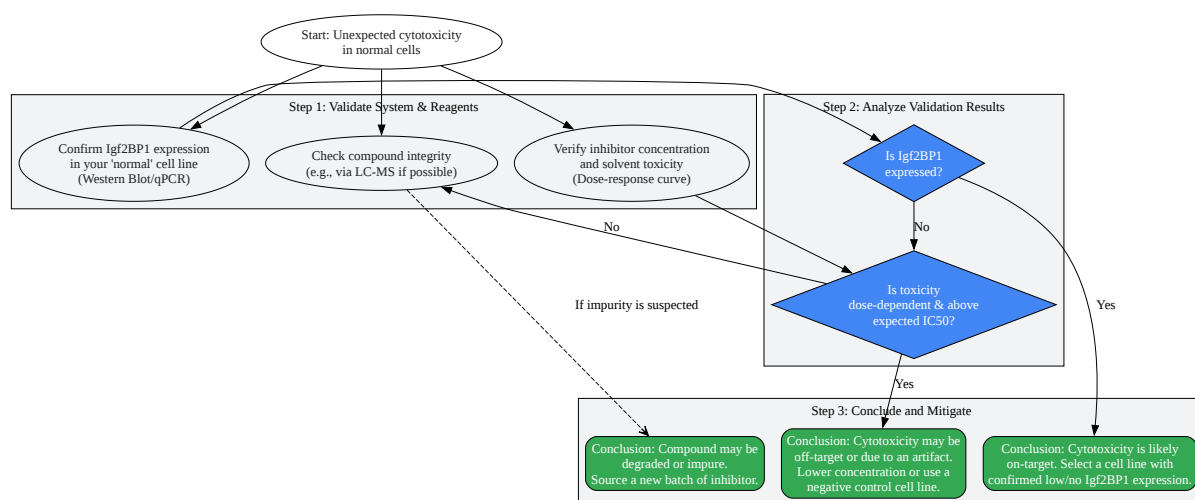 Start: Unexpected cytotoxicity
in normal cells
Step 1: Validate System & Reagents
Confirm Igf2BP1 expression
in your 'normal' cell line
(Western Blot/qPCR)
Check compound integrity
(e.g., via LC-MS if possible)
Verify inhibitor concentration
and solvent toxicity
(Dose-response curve)
Step 2: Analyze Validation Results
Is Igf2BP1
expressed?
No
No
Is toxicity
dose-dependent & above
expected IC50?
If impurity is suspected
Yes
Yes
Step 3: Conclude and Mitigate
Conclusion: Compound may be
degraded or impure.
Source a new batch of inhibitor.
Conclusion: Cytotoxicity may be
off-target or due to an artifact.
Lower concentration or use a
negative control cell line.
Conclusion: Cytotoxicity is likely
on-target. Select a cell line with
confirmed low/no Igf2BP1 expression.